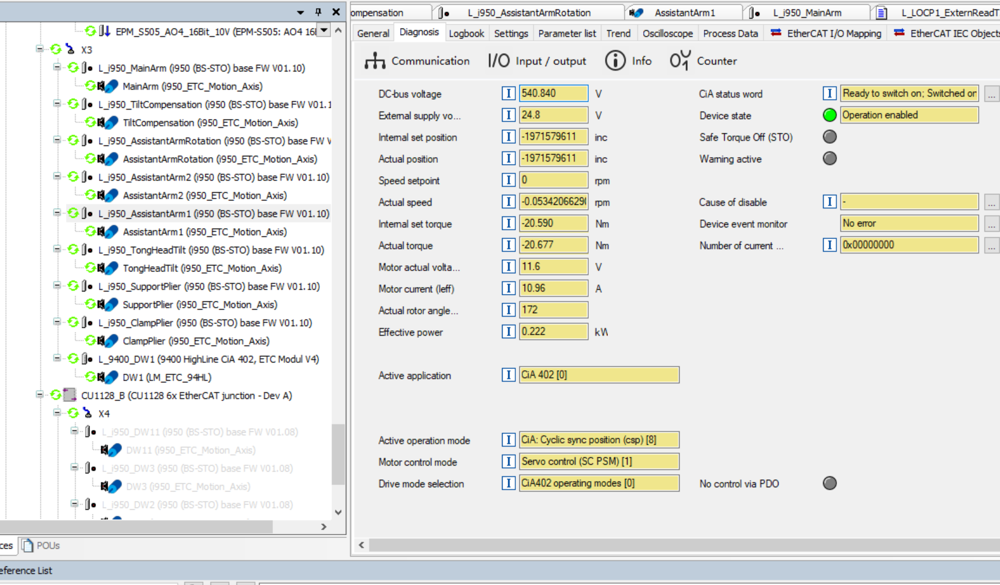 ompensation
L_i950_AssistantArmRotation
AssistantArm1
L_i950_MainArm
L_LOCP1_ExternReadT
General
Diagnosis
Logbook
Settings
Parameter list
Trend
Oscilloscope
Process Data
EtherCAT I/O Mapping
EtherCAT IEC Objects
EPM_S505_AO4_16Bit_10V (EPM-S505: AO4 16
X3
L_i950_MainArm (i950 (BS-STO) base FW V01.10)
MainArm (i950_ETC_Motion_Axis)
L_i950_TiltCompensation (i950 (BS-STO) base FW V01.1
TiltCompensation (i950_ETC_Motion_Axis)
L_i950_AssistantArmRotation (i950 (BS-STO) base FW V
AssistantArmRotation (i950_ETC_Motion_Axis)
L_i950_AssistantArm2 (i950 (BS-STO) base FW V01.10)
AssistantArm2 (i950_ETC_Motion_Axis)
L_i950_AssistantArm1 (i950 (BS-STO) base FW V01.10)
AssistantArm1 (i950_ETC_Motion_Axis)
L_i950_TongHeadTilt (i950 (BS-STO) base FW V01.10)
TongHeadTilt (i950_ETC_Motion_Axis)
L_i950_SupportPlier (i950 (BS-STO) base FW V01.10)
SupportPlier (i950_ETC_Motion_Axis)
L_i950_ClampPlier (i950 (BS-STO) base FW V01.10)
ClampPlier (i950_ETC_Motion_Axis)
L_9400_DW1 (9400 HighLine CiA 402, ETC Modul V4)
DW1 (LM_ETC_94HL)
CU1128_B (CU1128 6x EtherCAT junction - Dev A)
X4
L_i950_DW11 (i950 (BS-STO) base FW V01.08)
DW11 (i950_ETC_Motion_Axis)
L_i950_DW3 (i950 (BS-STO) base FW V01.08)
DW3 (i950_ETC_Motion_Axis)
L_i950_DW2 (i950 (BS-STO) base FW V01.08)
Communication
I/O Input / output
Info
Counter
DC-bus voltage I 540.840 V
CiA status word I Ready to switch on; Switched on ...
External supply vo... I 24.8 V
Device state Operation enabled
Internal set position I -1971579611 inc
Safe Torque Off (STO)
Actual position I -1971579611 inc
Warning active
Speed setpoint I 0 rpm
Actual speed I -0.0534206629 rpm
Cause of disable I - ...
Internal set torque I -20.590 Nm
Device event monitor No error ...
Actual torque I -20.677 Nm
Number of current ... I 0x00000000 ...
Motor actual volta... I 11.6 V
Motor current (Ieff) I 10.96 A
Actual rotor angle... I 172
Effective power I 0.222 kW
Active application I CiA 402 [0]
Active operation mode I CiA: Cyclic sync position (csp) [8]
Motor control mode I Servo control (SC PSM) [1]
Drive mode selection I CiA402 operating modes [0]
No control via PDO
ces
POUs
eference List